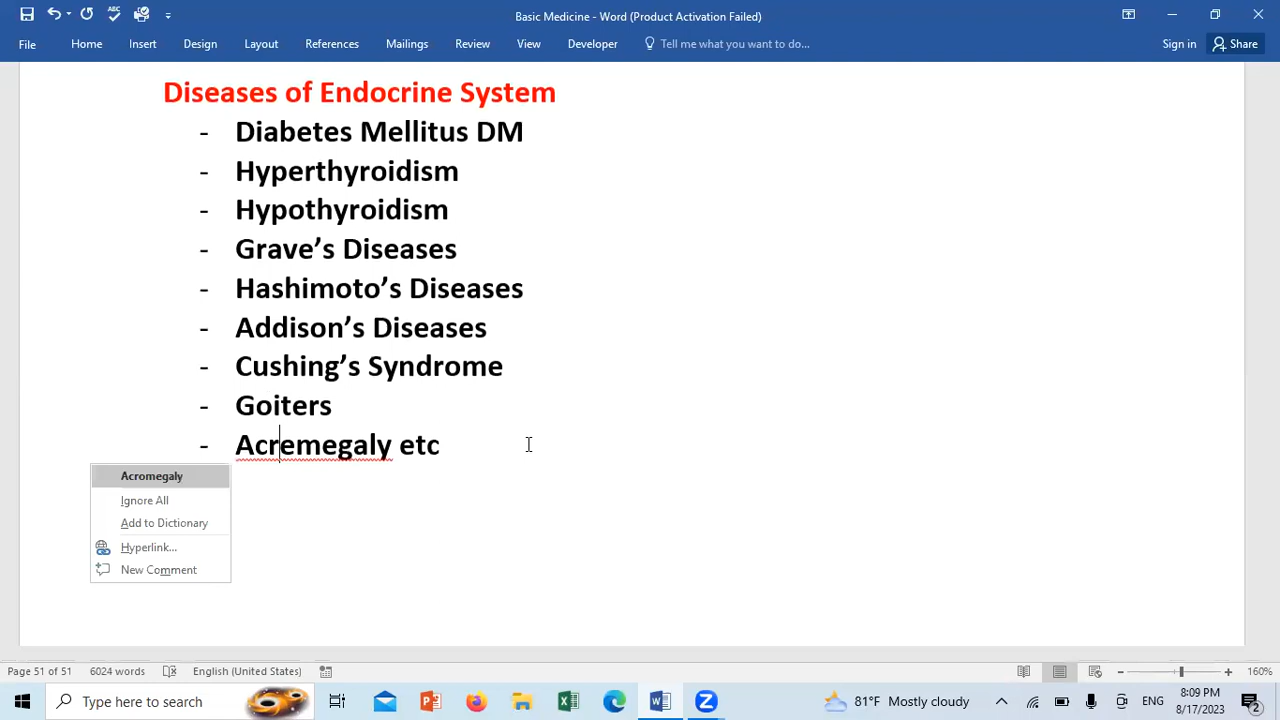 Basic Medicine - Word (Product Activation Failed)
File Home Insert Design Layout References Mailings Review View Developer Tell me what you want to do... Sign in Share
Diseases of Endocrine System
- Diabetes Mellitus DM
- Hyperthyroidism
- Hypothyroidism
- Grave’s Diseases
- Hashimoto’s Diseases
- Addison’s Diseases
- Cushing’s Syndrome
- Goiters
- Acremegaly etc
Acromegaly
Ignore All
Add to Dictionary
Hyperlink...
New Comment
Page 51 of 51 6024 words English (United States) 160%
Type here to search 81°F Mostly cloudy ENG 8:09 PM
8/17/2023 2